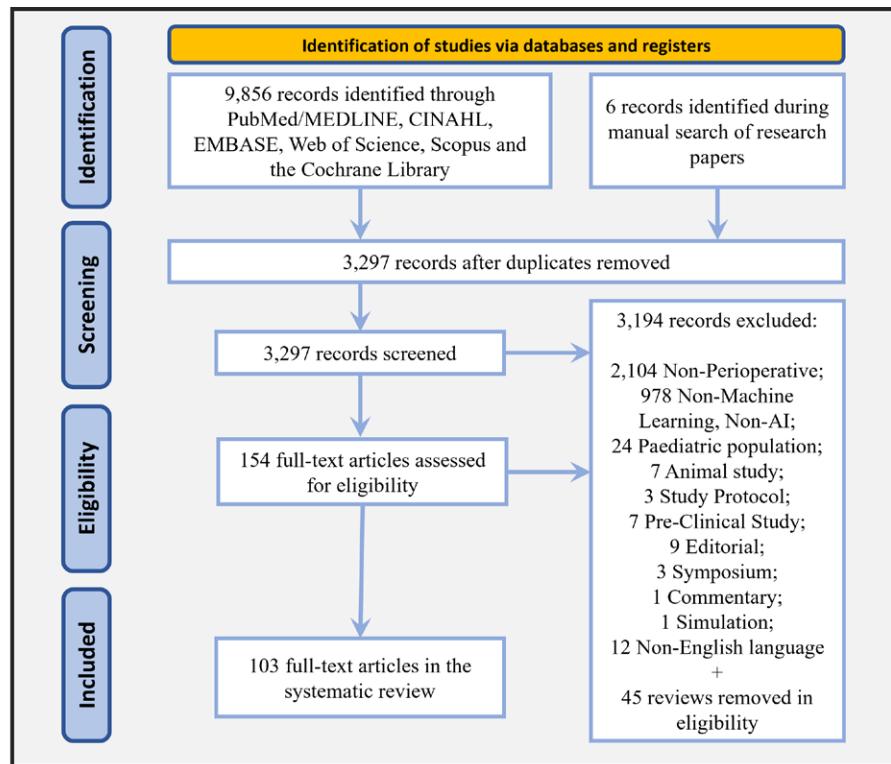 Identification of studies via databases and registers
Identification
9,856 records identified through
PubMed/MEDLINE, CINAHL,
EMBASE, Web of Science, Scopus and
the Cochrane Library
6 records identified during
manual search of research
papers
Screening
3,297 records after duplicates removed
3,297 records screened
3,194 records excluded:
2,104 Non-Perioperative;
978 Non-Machine
Learning, Non-AI;
24 Paediatric population;
7 Animal study;
3 Study Protocol;
7 Pre-Clinical Study;
9 Editorial;
3 Symposium;
1 Commentary;
1 Simulation;
12 Non-English language
+
45 reviews removed in
eligibility
Eligibility
154 full-text articles assessed
for eligibility
Included
103 full-text articles in the
systematic review